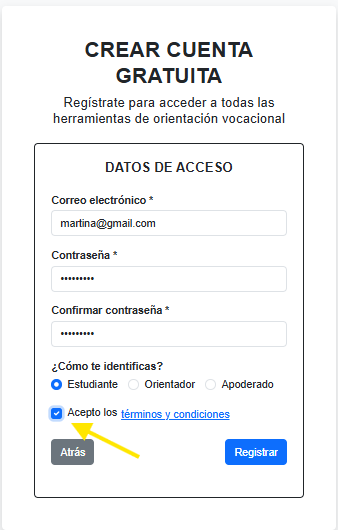 CREAR CUENTA
GRATUITA
Regístrate para acceder a todas las
herramientas de orientación vocacional
DATOS DE ACCESO
Correo electrónico *
martina@gmail.com
Contraseña *
•••••••••
Confirmar contraseña *
•••••••••
¿Cómo te identificas?
Estudiante Orientador Apoderado
Acepto los términos y condiciones
Atrás Registrar